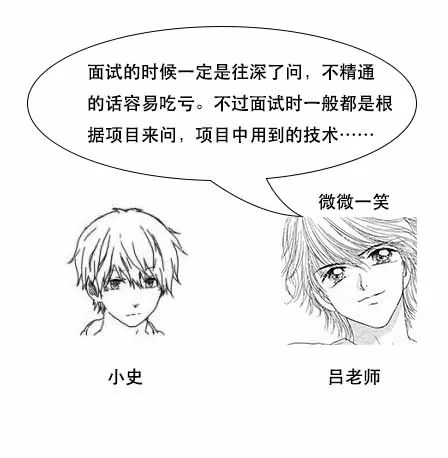 面试的时候一定是往深了问，不精通
的话容易吃亏。不过面试时一般都是根
据项目来问，项目中用到的技术……
微微一笑
小史
吕老师